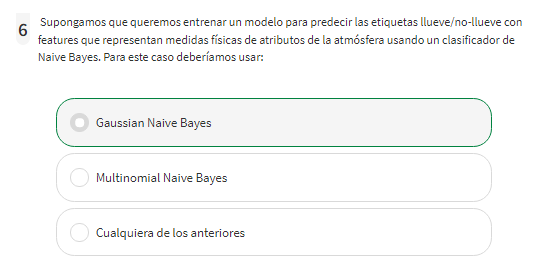 6 Supongamos que queremos entrenar un modelo para predecir las etiquetas llueve/no-llueve con
features que representan medidas físicas de atributos de la atmósfera usando un clasificador de
Naive Bayes. Para este caso deberíamos usar:
Gaussian Naive Bayes
Multinomial Naive Bayes
Cualquiera de los anteriores